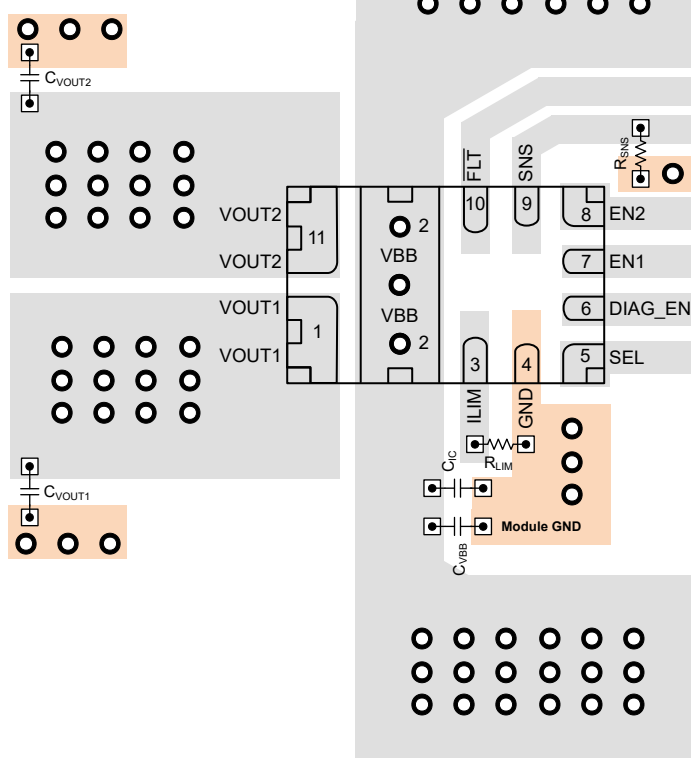 C_VOUT2
FLT
SNS
R_SNS
10
9
VOUT2
2
8
EN2
11
VBB
VOUT2
7
EN1
VOUT1
VBB
6
DIAG_EN
1
2
VOUT1
3
4
5
SEL
ILIM
GND
C_IC
R_LIM
C_VOUT1
Module GND
C_VBB